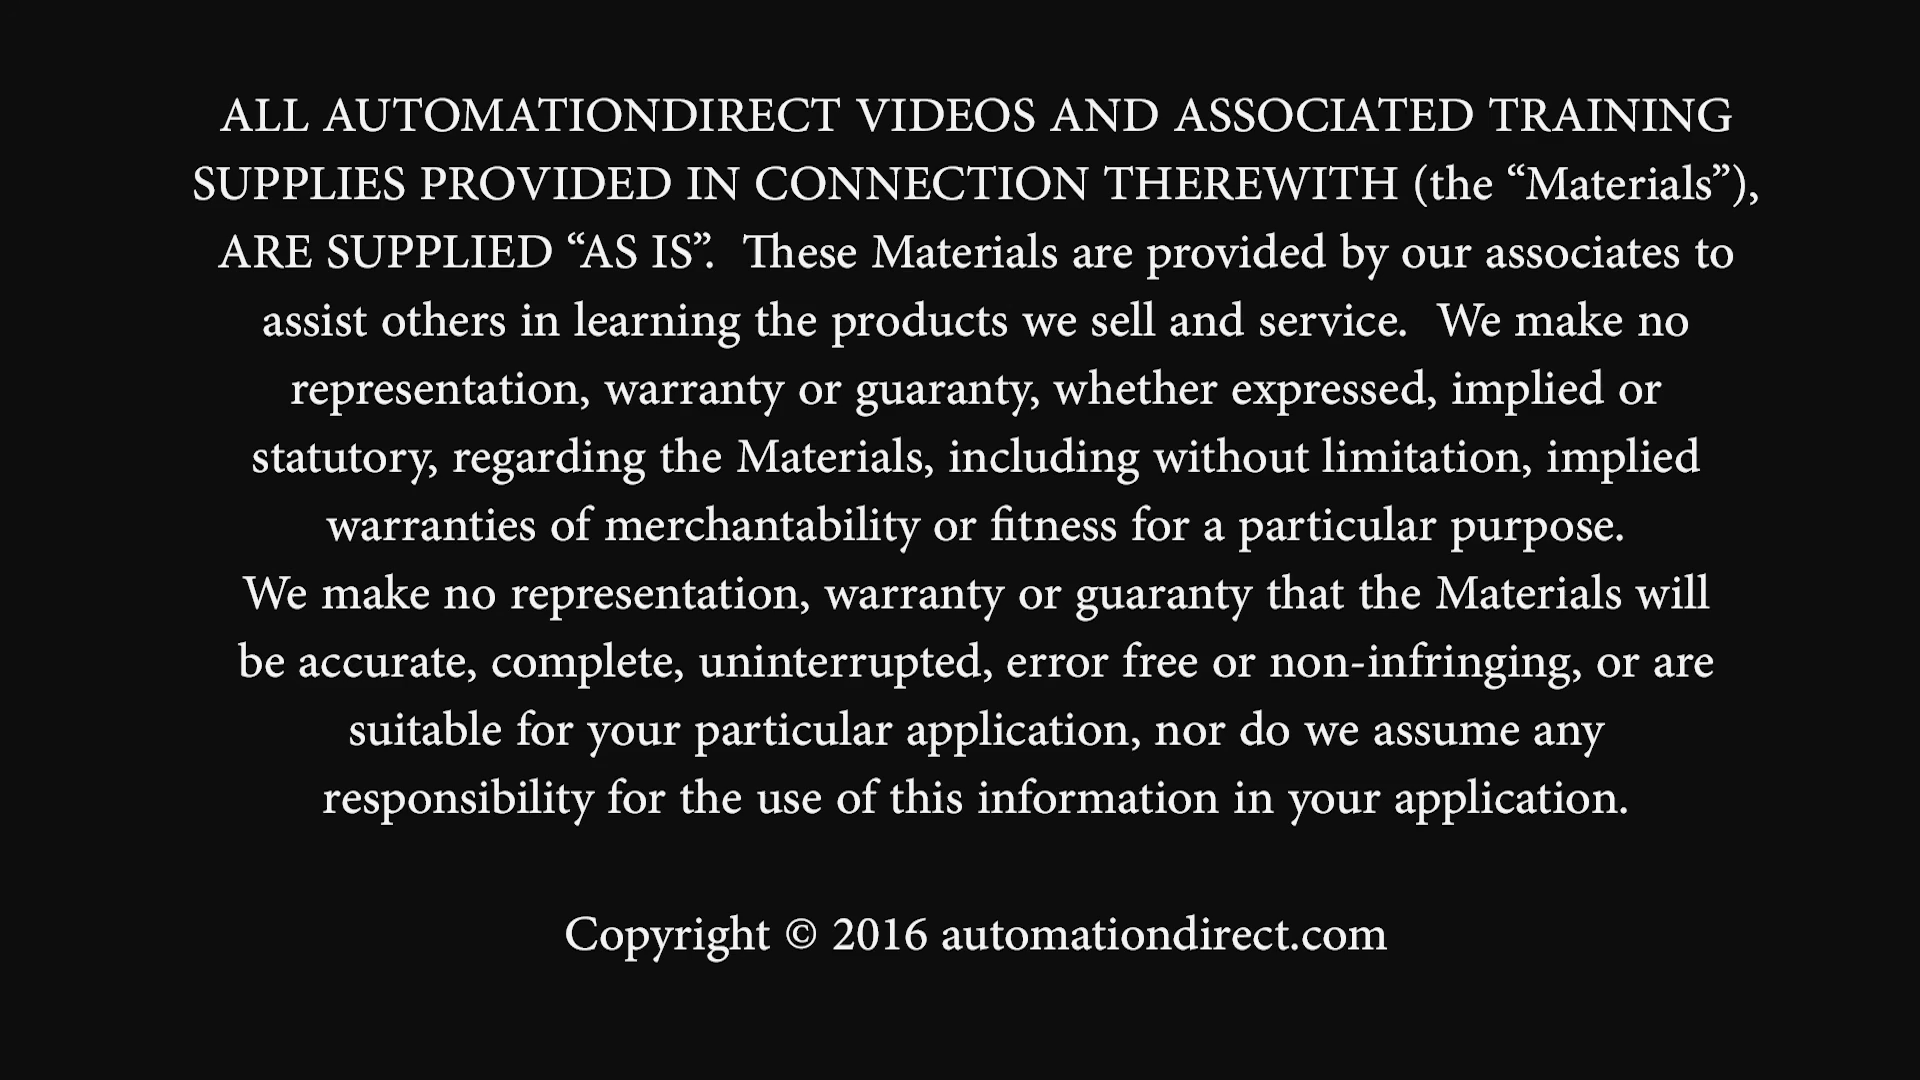 ALL AUTOMATIONDIRECT VIDEOS AND ASSOCIATED TRAINING
SUPPLIES PROVIDED IN CONNECTION THEREWITH (the “Materials”),
ARE SUPPLIED “AS IS”.  These Materials are provided by our associates to
assist others in learning the products we sell and service.  We make no
representation, warranty or guaranty, whether expressed, implied or
statutory, regarding the Materials, including without limitation, implied
warranties of merchantability or fitness for a particular purpose.
We make no representation, warranty or guaranty that the Materials will
be accurate, complete, uninterrupted, error free or non-infringing, or are
suitable for your particular application, nor do we assume any
responsibility for the use of this information in your application.
Copyright © 2016 automationdirect.com